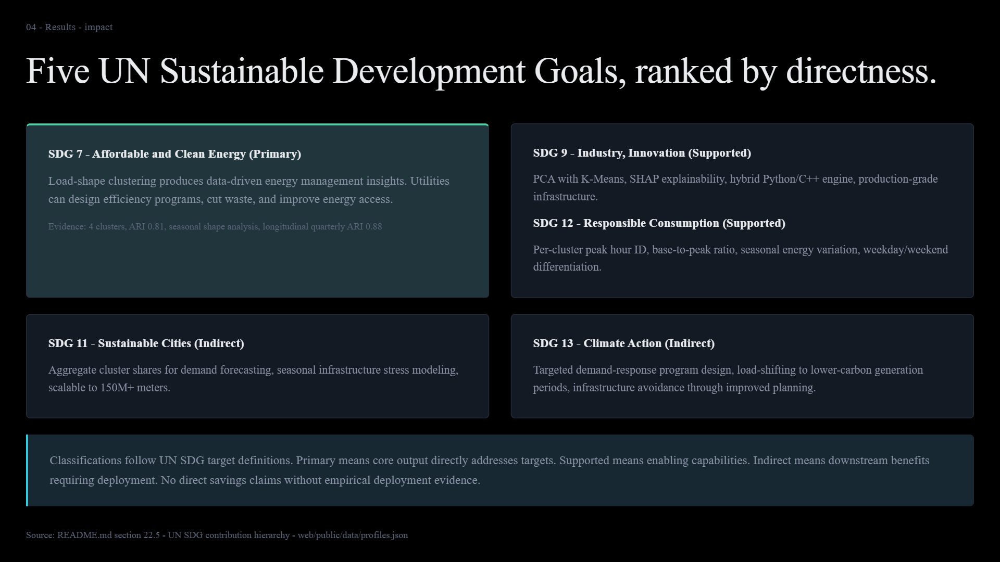 04 - Results - impact
Five UN Sustainable Development Goals, ranked by directness.
SDG 7 - Affordable and Clean Energy (Primary)
Load-shape clustering produces data-driven energy management insights. Utilities
can design efficiency programs, cut waste, and improve energy access.
Evidence: 4 clusters, ARI 0.81, seasonal shape analysis, longitudinal quarterly ARI 0.88
SDG 9 - Industry, Innovation (Supported)
PCA with K-Means, SHAP explainability, hybrid Python/C++ engine, production-grade
infrastructure.
SDG 12 - Responsible Consumption (Supported)
Per-cluster peak hour ID, base-to-peak ratio, seasonal energy variation, weekday/weekend
differentiation.
SDG 11 - Sustainable Cities (Indirect)
Aggregate cluster shares for demand forecasting, seasonal infrastructure stress modeling,
scalable to 150M+ meters.
SDG 13 - Climate Action (Indirect)
Targeted demand-response program design, load-shifting to lower-carbon generation
periods, infrastructure avoidance through improved planning.
Classifications follow UN SDG target definitions. Primary means core output directly addresses targets. Supported means enabling capabilities. Indirect means downstream benefits
requiring deployment. No direct savings claims without empirical deployment evidence.
Source: README.md section 22.5 - UN SDG contribution hierarchy - web/public/data/profiles.json